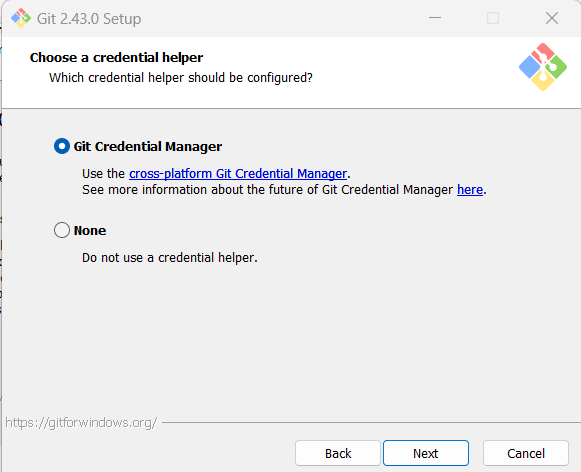 Git 2.43.0 Setup
Choose a credential helper
Which credential helper should be configured?
Git Credential Manager
Use the cross-platform Git Credential Manager.
See more information about the future of Git Credential Manager here.
None
Do not use a credential helper.
https://gitforwindows.org/
Back Next Cancel